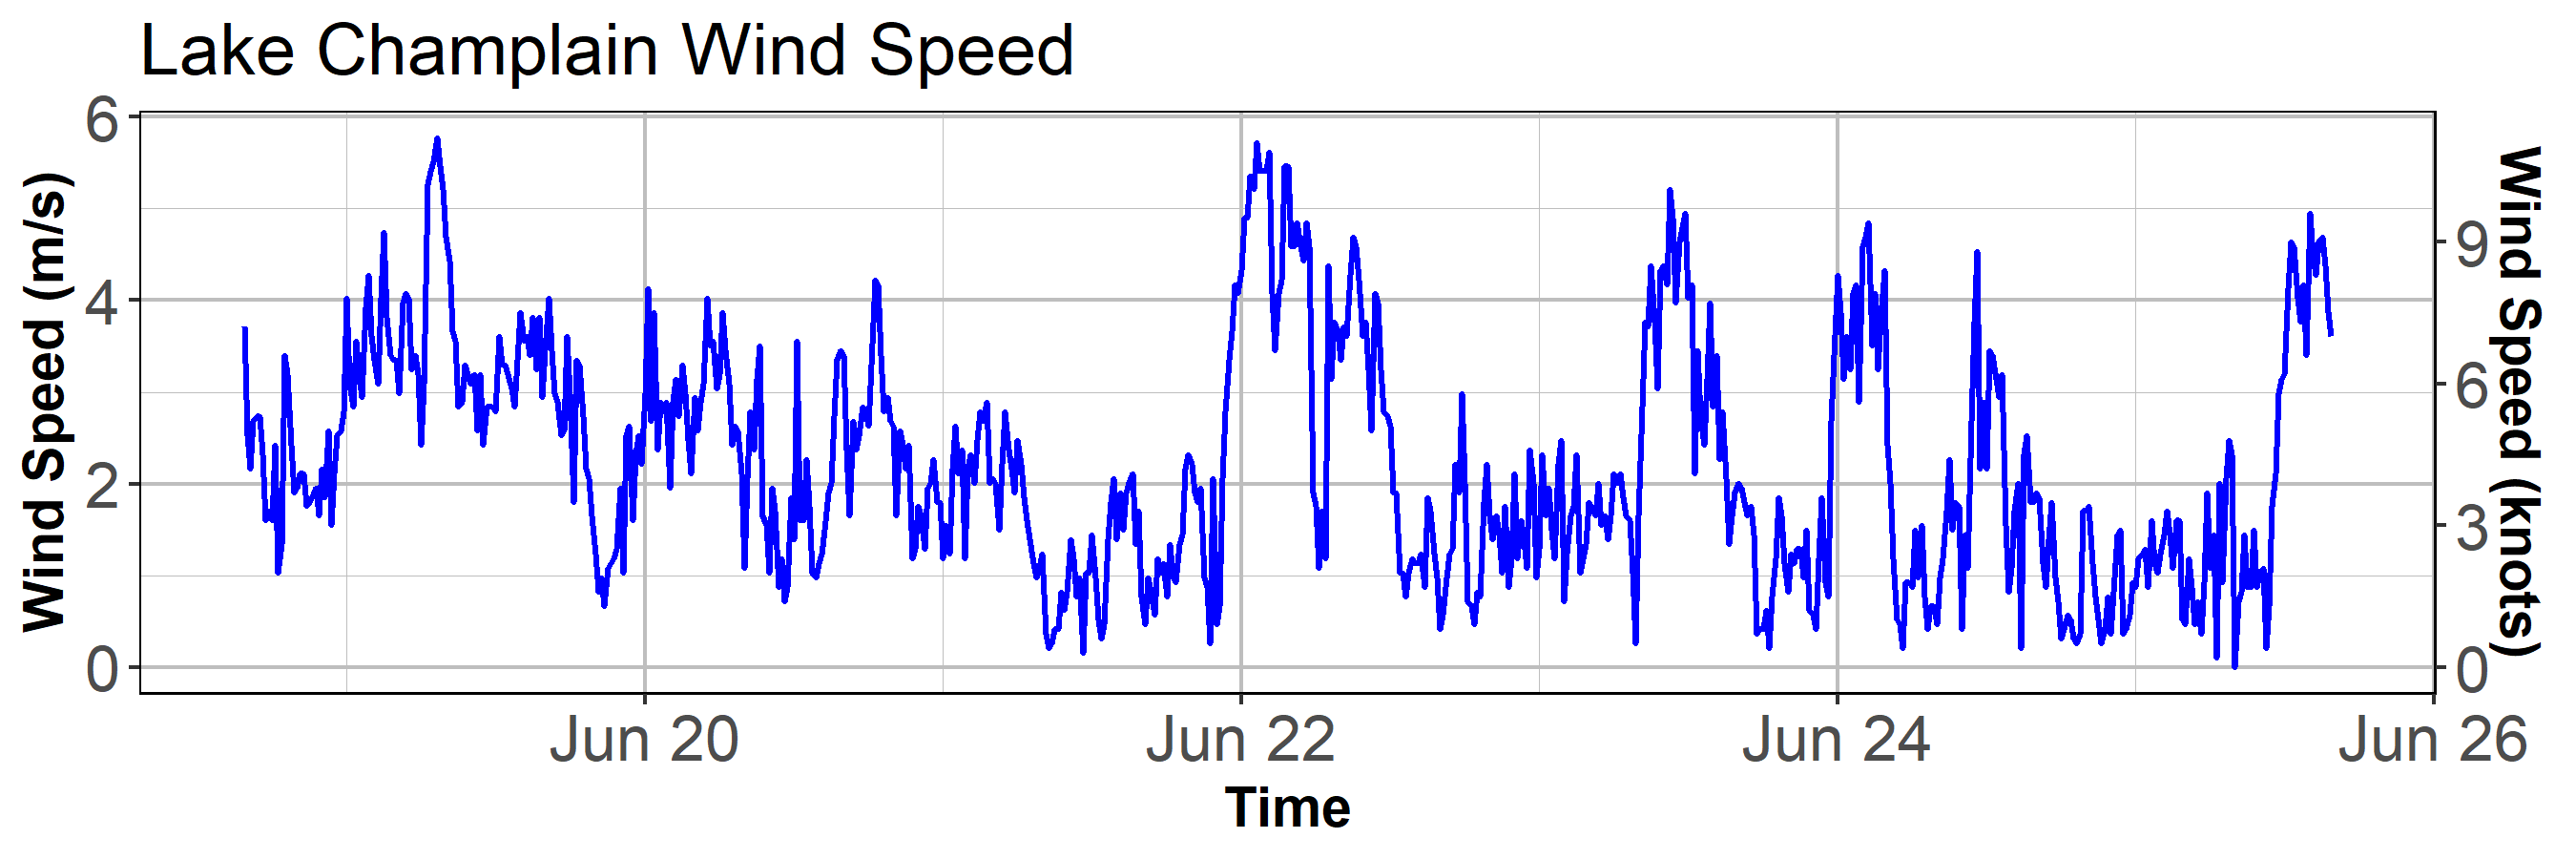 Lake Champlain Wind Speed
Wind Speed (m/s)
6
4
2
0
Wind Speed (knots)
9
6
3
0
Jun 20
Jun 22
Jun 24
Jun 26
Time